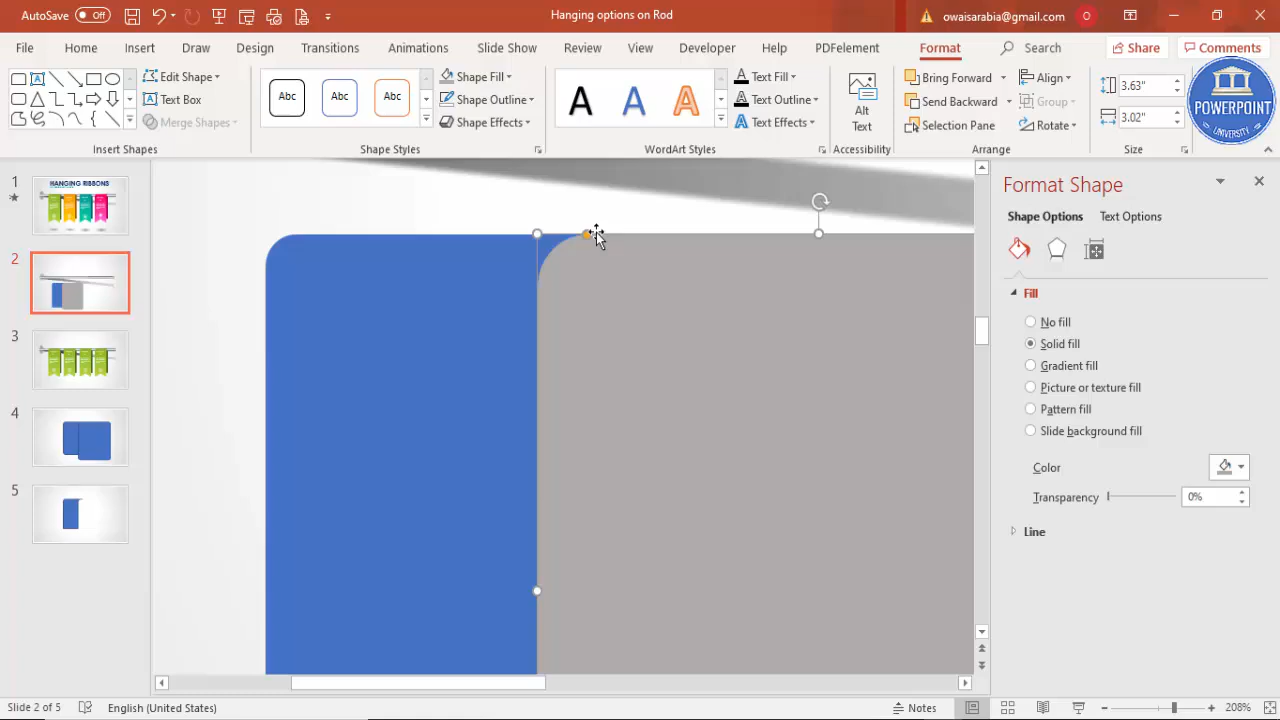 AutoSave Off
Hanging options on Rod
owaisarabia@gmail.com
O
File Home Insert Draw Design Transitions Animations Slide Show Review View Developer Help PDFelement Format Search Share Comments
Edit Shape
Text Box
Merge Shapes
Insert Shapes
Abc Abc Abc
Shape Fill
Shape Outline
Shape Effects
Shape Styles
A A A
Text Fill
Text Outline
Text Effects
WordArt Styles
Alt
Text
Accessibility
Bring Forward
Send Backward
Selection Pane
Align
Group
Rotate
Arrange
3.63"
3.02"
Size
POWERPOINT
UNIVERSITY
1
HANGING RIBBONS
2
3
4
5
Format Shape
Shape Options Text Options
Fill
No fill
Solid fill
Gradient fill
Picture or texture fill
Pattern fill
Slide background fill
Color
Transparency 0%
Line
Slide 2 of 5
English (United States)
Notes
208%